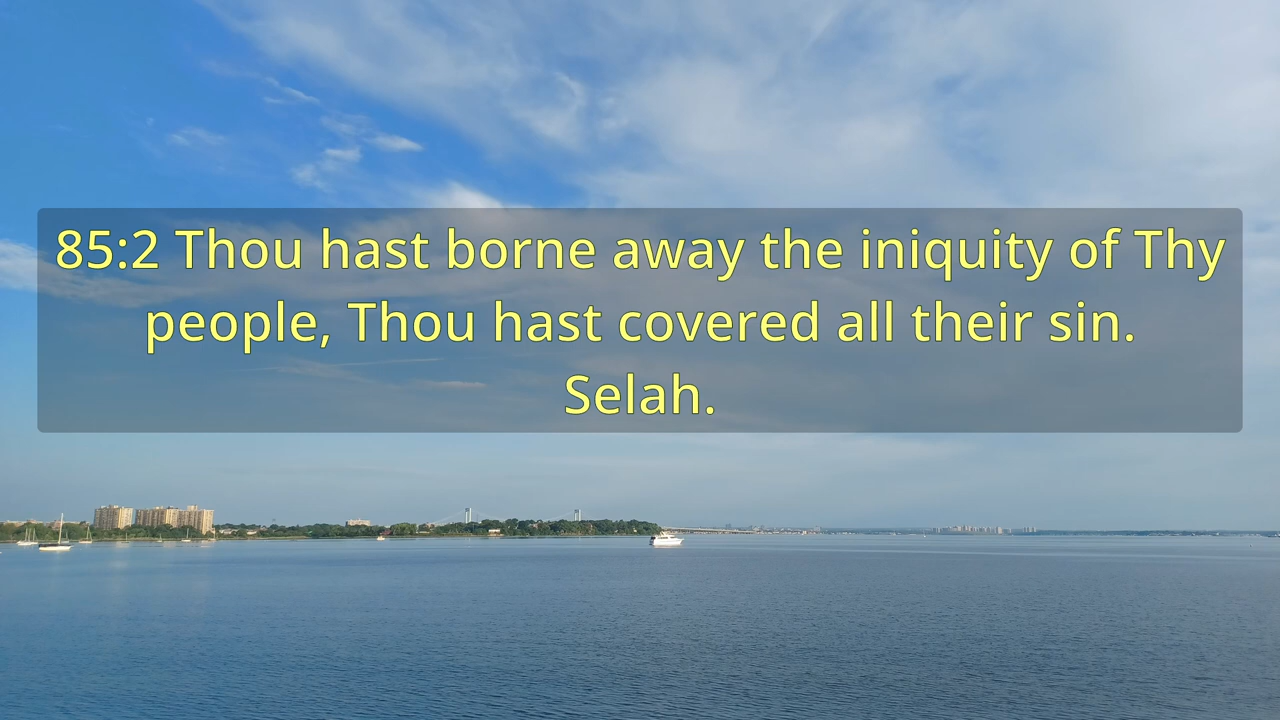 85:2 Thou hast borne away the iniquity of Thy
people, Thou hast covered all their sin.
Selah.